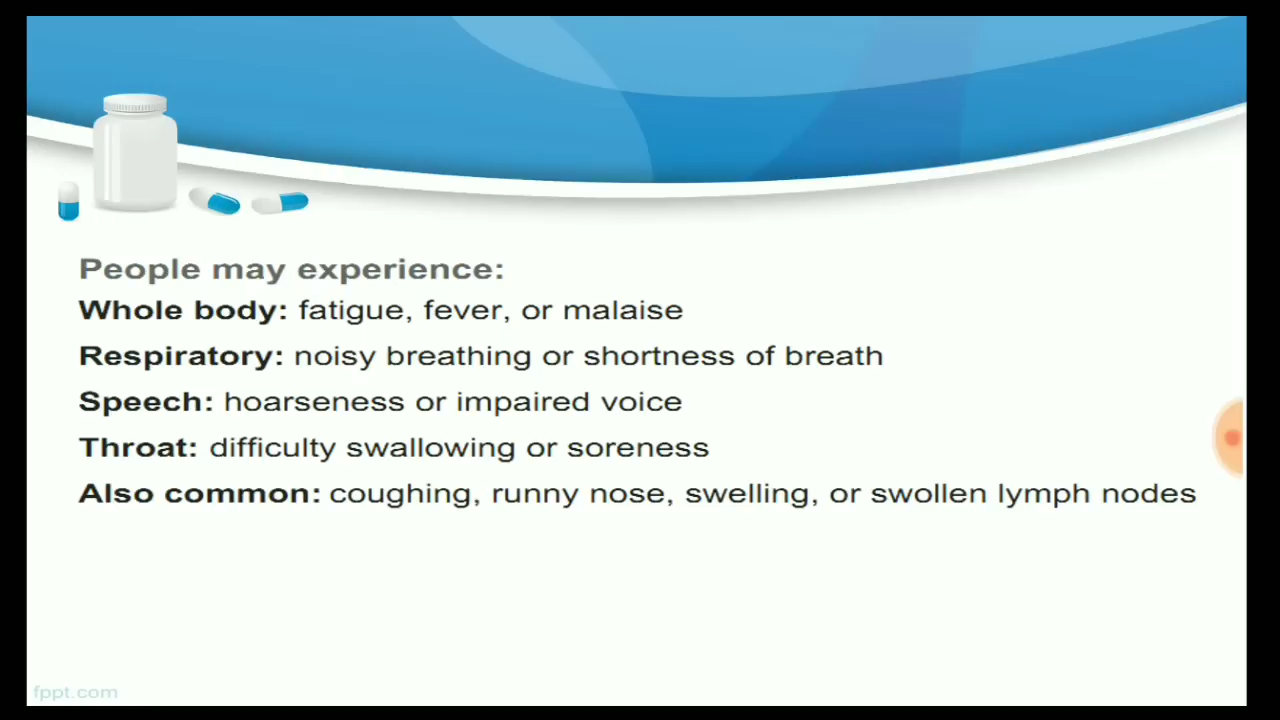 People may experience:
Whole body: fatigue, fever, or malaise
Respiratory: noisy breathing or shortness of breath
Speech: hoarseness or impaired voice
Throat: difficulty swallowing or soreness
Also common: coughing, runny nose, swelling, or swollen lymph nodes
fppt.com